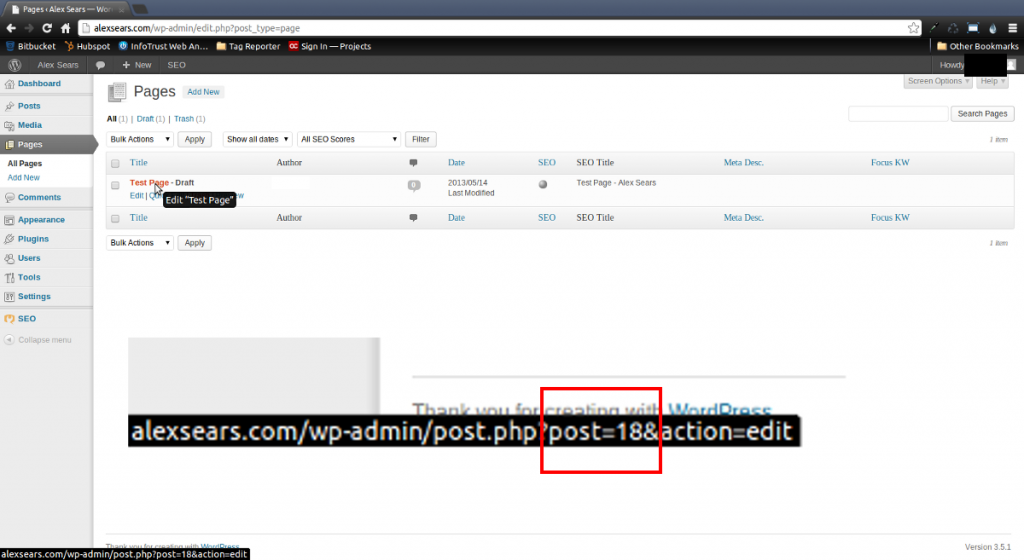 Pages ‹ Alex Sears — Wor
alexsears.com/wp-admin/edit.php?post_type=page
Bitbucket Hubspot InfoTrust Web An... Tag Reporter Sign In — Projects Other Bookmarks
Alex Sears + New SEO Howdy
Screen Options Help
Dashboard
Posts
Media
Pages
All Pages
Add New
Comments
Appearance
Plugins
Users
Tools
Settings
SEO
Collapse menu
Pages Add New
All (1) | Draft (1) | Trash (1)
Search Pages
Bulk Actions Apply Show all dates All SEO Scores Filter 1 item
Title Author Date SEO SEO Title Meta Desc. Focus KW
Test Page - Draft 0 2013/05/14 Test Page - Alex Sears
Last Modified
Edit |
Edit “Test Page”
Title Author Date SEO SEO Title Meta Desc. Focus KW
Bulk Actions Apply 1 item
Thank you for creating with WordPress
alexsears.com/wp-admin/post.php?post=18&action=edit
Thank you for creating with WordPress. Version 3.5.1
alexsears.com/wp-admin/post.php?post=18&action=edit